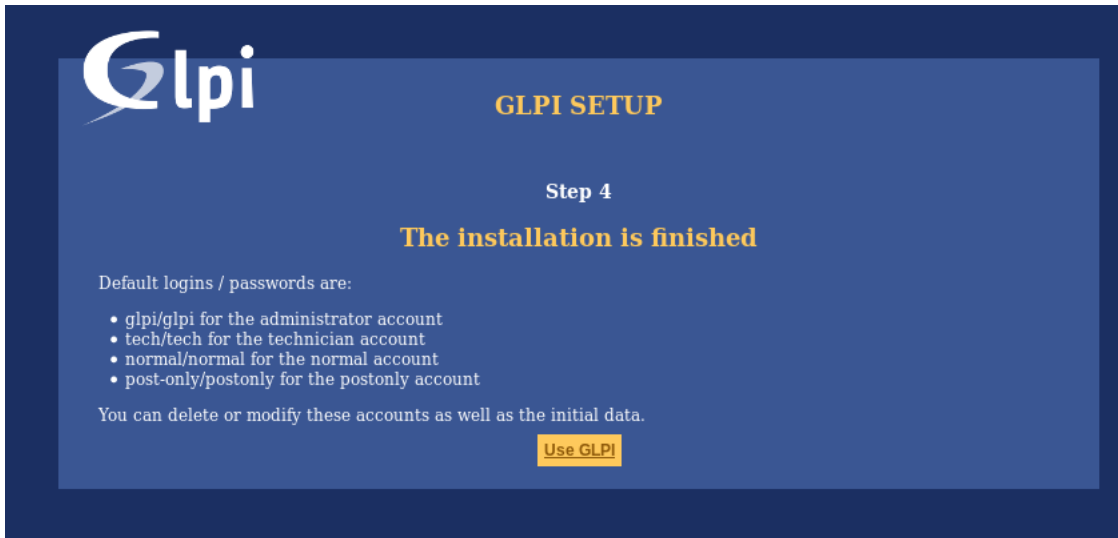 Glpi
GLPI SETUP
Step 4
The installation is finished
Default logins / passwords are:
• glpi/glpi for the administrator account
• tech/tech for the technician account
• normal/normal for the normal account
• post-only/postonly for the postonly account
You can delete or modify these accounts as well as the initial data.
Use GLPI